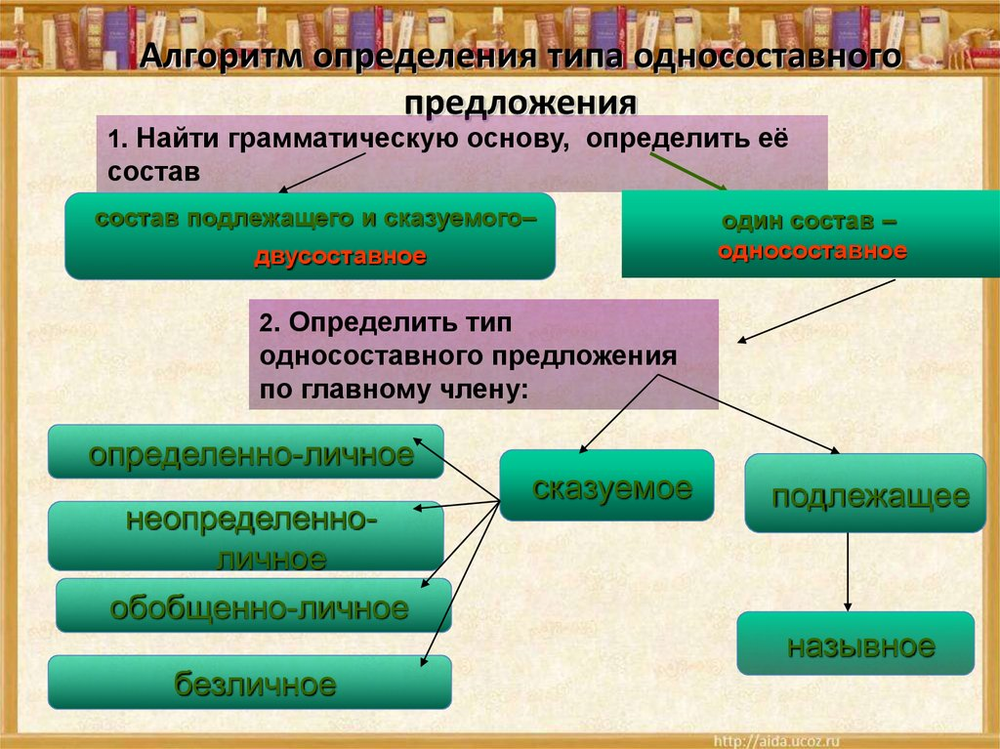 Алгоритм определения типа односоставного
предложения
1. Найти грамматическую основу, определить её
состав
состав подлежащего и сказуемого–
двусоставное
один состав –
односоставное
2. Определить тип
односоставного предложения
по главному члену:
определенно-личное
неопределенно-
личное
обобщенно-личное
безличное
сказуемое
подлежащее
назывное
http://aida.ucoz.ru